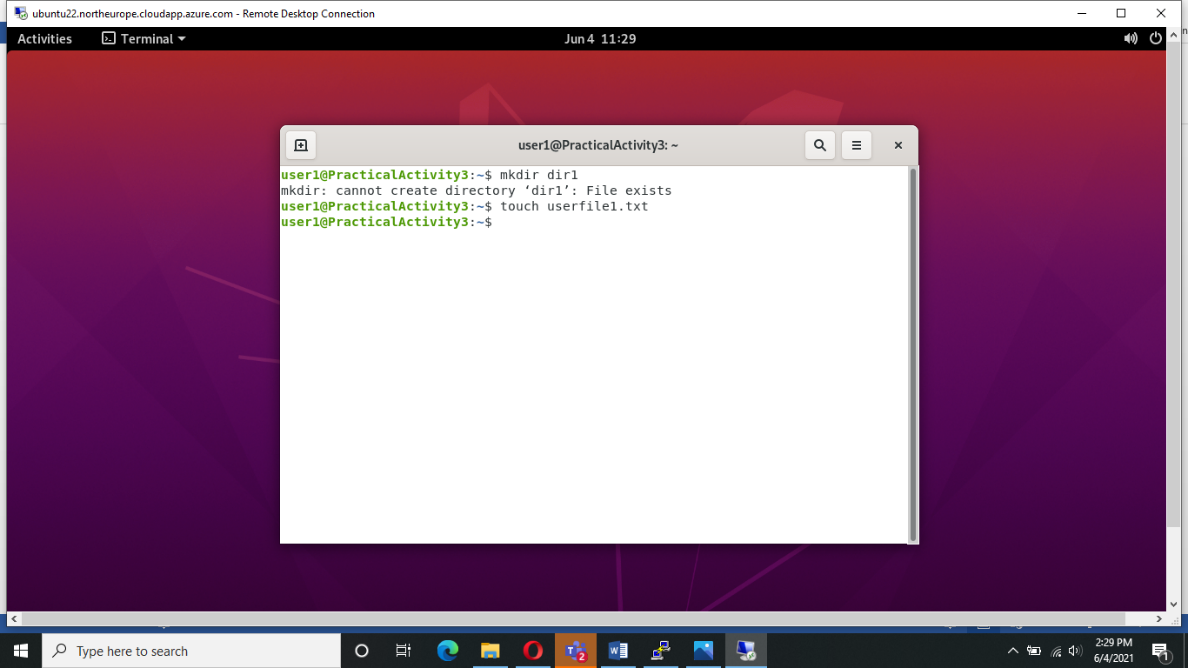 ubuntu22.northeurope.cloudapp.azure.com - Remote Desktop Connection
Activities Terminal Jun 4 11:29
user1@PracticalActivity3: ~
user1@PracticalActivity3:~$ mkdir dir1
mkdir: cannot create directory ‘dir1’: File exists
user1@PracticalActivity3:~$ touch userfile1.txt
user1@PracticalActivity3:~$
Type here to search
2
2:29 PM
6/4/2021
1